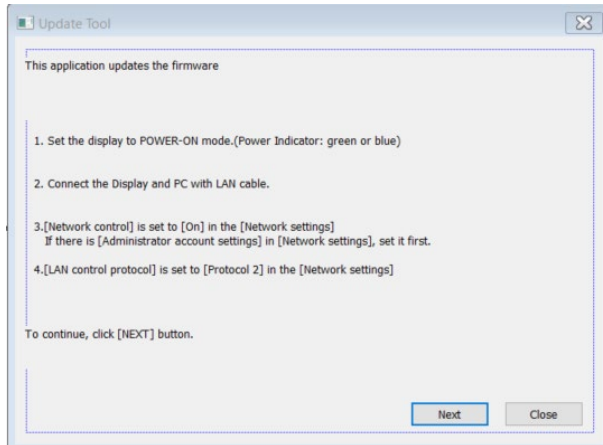 Update Tool
This application updates the firmware
1. Set the display to POWER-ON mode.(Power Indicator: green or blue)
2. Connect the Display and PC with LAN cable.
3.[Network control] is set to [On] in the [Network settings]
If there is [Administrator account settings] in [Network settings], set it first.
4.[LAN control protocol] is set to [Protocol 2] in the [Network settings]
To continue, click [NEXT] button.
Next Close